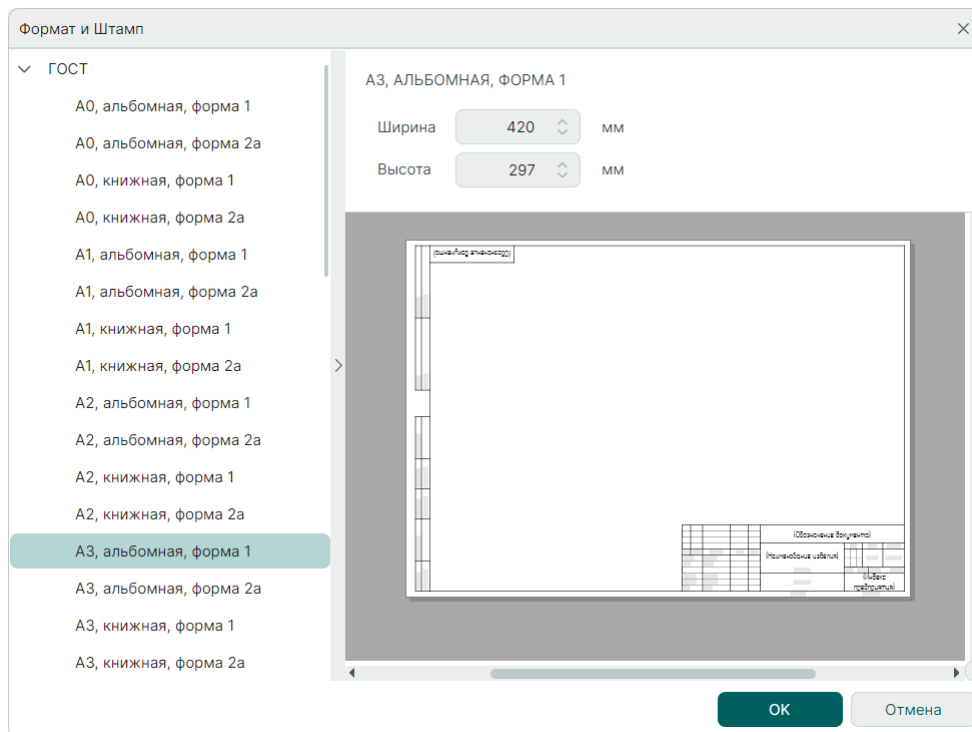 Формат и Штамп
ГОСТ
А0, альбомная, форма 1
А0, альбомная, форма 2а
А0, книжная, форма 1
А0, книжная, форма 2а
А1, альбомная, форма 1
А1, альбомная, форма 2а
А1, книжная, форма 1
А1, книжная, форма 2а
А2, альбомная, форма 1
А2, альбомная, форма 2а
А2, книжная, форма 1
А2, книжная, форма 2а
А3, альбомная, форма 1
А3, альбомная, форма 2а
А3, книжная, форма 1
А3, книжная, форма 2а
А3, АЛЬБОМНАЯ, ФОРМА 1
Ширина 420 мм
Высота 297 мм
(Обозначение документа)
(Обозначение документа)
(Наименование изделия)
(Индекс
предприятия)
ОК
Отмена